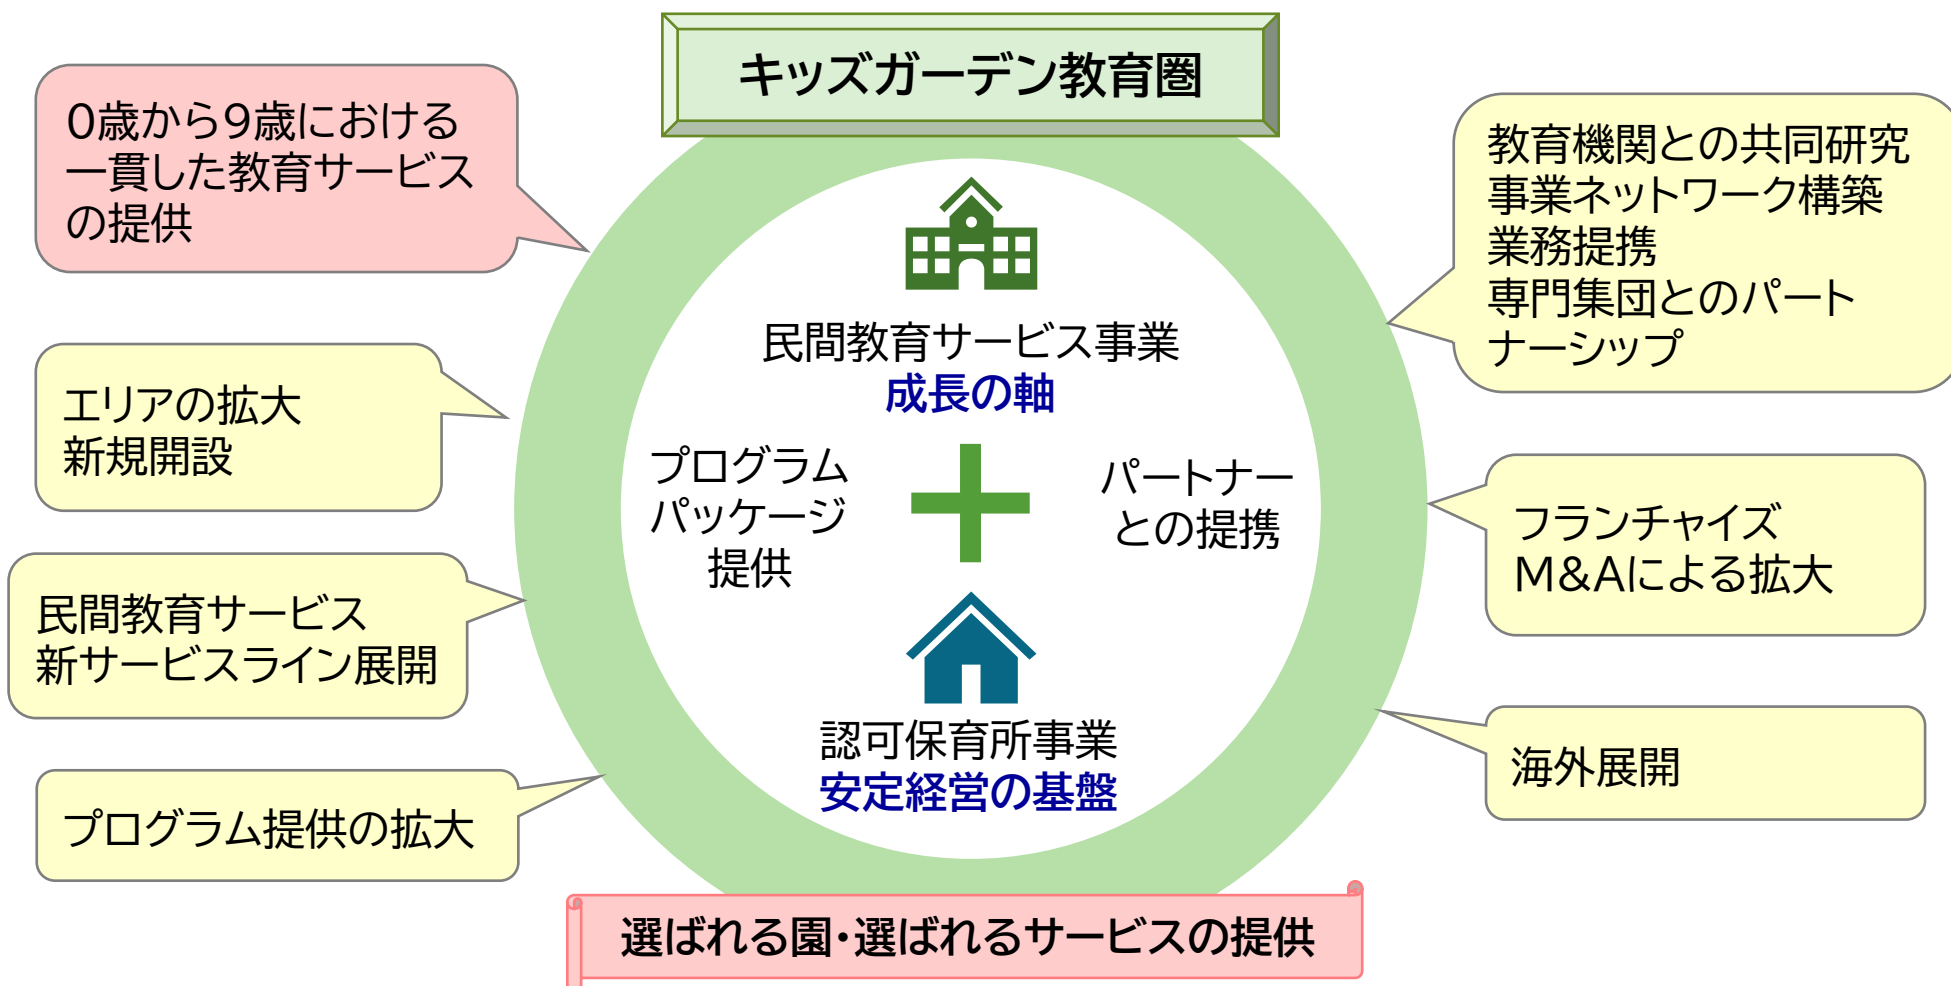 キッズガーデン教育圏
0歳から9歳における
一貫した教育サービス
の提供
エリアの拡大
新規開設
民間教育サービス
新サービスライン展開
プログラム提供の拡大
民間教育サービス事業
成長の軸
プログラム
パッケージ
提供
パートナー
との提携
認可保育所事業
安定経営の基盤
教育機関との共同研究
事業ネットワーク構築
業務提携
専門集団とのパート
ナーシップ
フランチャイズ
M&Aによる拡大
海外展開
選ばれる園・選ばれるサービスの提供